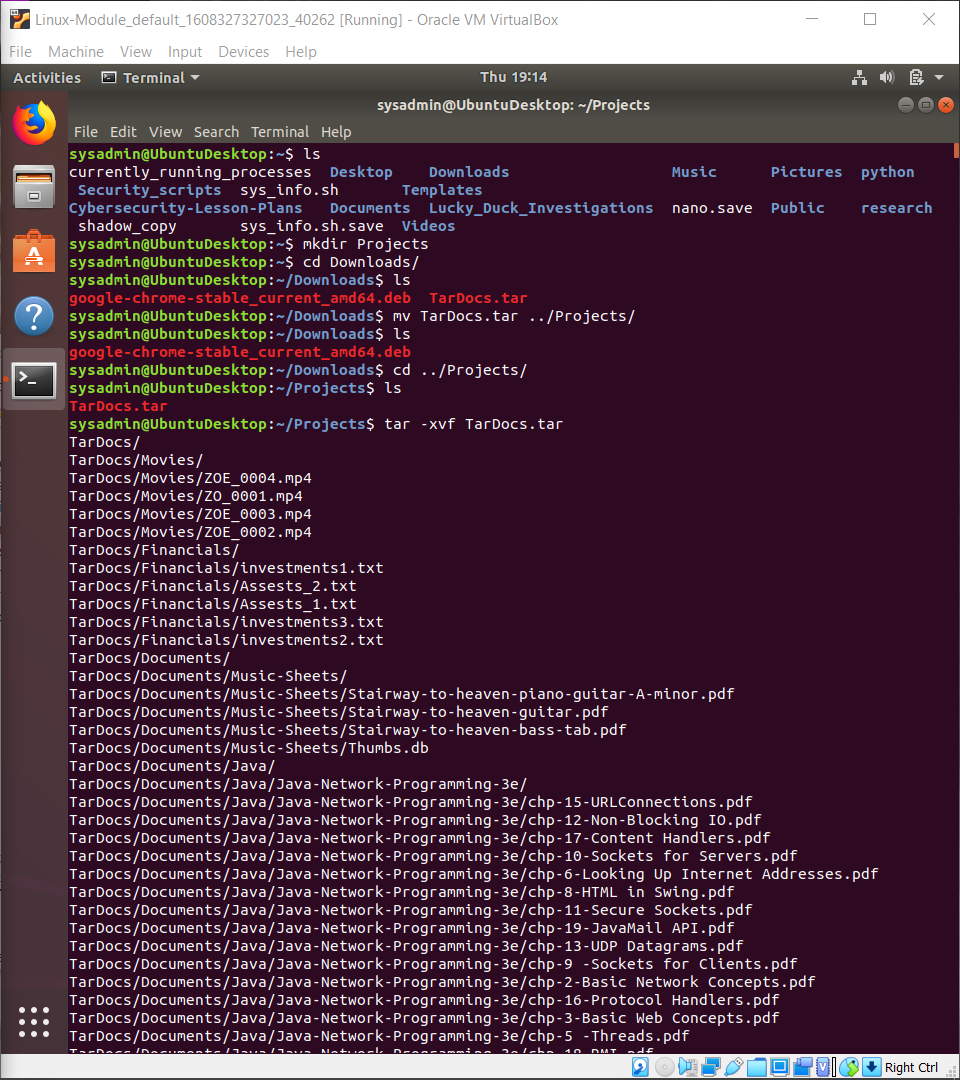 Linux-Module_default_1608327327023_40262 [Running] - Oracle VM VirtualBox
File Machine View Input Devices Help
Activities Terminal Thu 19:14
sysadmin@UbuntuDesktop: ~/Projects
File Edit View Search Terminal Help
sysadmin@UbuntuDesktop:~$ ls
currently_running_processes Desktop Downloads Music Pictures python
Security_scripts sys_info.sh Templates
Cybersecurity-Lesson-Plans Documents Lucky_Duck_Investigations nano.save Public research
shadow_copy sys_info.sh.save Videos
sysadmin@UbuntuDesktop:~$ mkdir Projects
sysadmin@UbuntuDesktop:~$ cd Downloads/
sysadmin@UbuntuDesktop:~/Downloads$ ls
google-chrome-stable_current_amd64.deb TarDocs.tar
sysadmin@UbuntuDesktop:~/Downloads$ mv TarDocs.tar ../Projects/
sysadmin@UbuntuDesktop:~/Downloads$ ls
google-chrome-stable_current_amd64.deb
sysadmin@UbuntuDesktop:~/Downloads$ cd ../Projects/
sysadmin@UbuntuDesktop:~/Projects$ ls
TarDocs.tar
sysadmin@UbuntuDesktop:~/Projects$ tar -xvf TarDocs.tar
TarDocs/
TarDocs/Movies/
TarDocs/Movies/ZOE_0004.mp4
TarDocs/Movies/ZO_0001.mp4
TarDocs/Movies/ZOE_0003.mp4
TarDocs/Movies/ZOE_0002.mp4
TarDocs/Financials/
TarDocs/Financials/investments1.txt
TarDocs/Financials/Assests_2.txt
TarDocs/Financials/Assests_1.txt
TarDocs/Financials/investments3.txt
TarDocs/Financials/investments2.txt
TarDocs/Documents/
TarDocs/Documents/Music-Sheets/
TarDocs/Documents/Music-Sheets/Stairway-to-heaven-piano-guitar-A-minor.pdf
TarDocs/Documents/Music-Sheets/Stairway-to-heaven-guitar.pdf
TarDocs/Documents/Music-Sheets/Stairway-to-heaven-bass-tab.pdf
TarDocs/Documents/Music-Sheets/Thumbs.db
TarDocs/Documents/Java/
TarDocs/Documents/Java/Java-Network-Programming-3e/
TarDocs/Documents/Java/Java-Network-Programming-3e/chp-15-URLConnections.pdf
TarDocs/Documents/Java/Java-Network-Programming-3e/chp-12-Non-Blocking IO.pdf
TarDocs/Documents/Java/Java-Network-Programming-3e/chp-17-Content Handlers.pdf
TarDocs/Documents/Java/Java-Network-Programming-3e/chp-10-Sockets for Servers.pdf
TarDocs/Documents/Java/Java-Network-Programming-3e/chp-6-Looking Up Internet Addresses.pdf
TarDocs/Documents/Java/Java-Network-Programming-3e/chp-8-HTML in Swing.pdf
TarDocs/Documents/Java/Java-Network-Programming-3e/chp-11-Secure Sockets.pdf
TarDocs/Documents/Java/Java-Network-Programming-3e/chp-19-JavaMail API.pdf
TarDocs/Documents/Java/Java-Network-Programming-3e/chp-13-UDP Datagrams.pdf
TarDocs/Documents/Java/Java-Network-Programming-3e/chp-9 -Sockets for Clients.pdf
TarDocs/Documents/Java/Java-Network-Programming-3e/chp-2-Basic Network Concepts.pdf
TarDocs/Documents/Java/Java-Network-Programming-3e/chp-16-Protocol Handlers.pdf
TarDocs/Documents/Java/Java-Network-Programming-3e/chp-3-Basic Web Concepts.pdf
TarDocs/Documents/Java/Java-Network-Programming-3e/chp-5 -Threads.pdf
TarDocs/Documents/Java/Java-Network-Programming-3e/chp-18-RMI.pdf
Right Ctrl